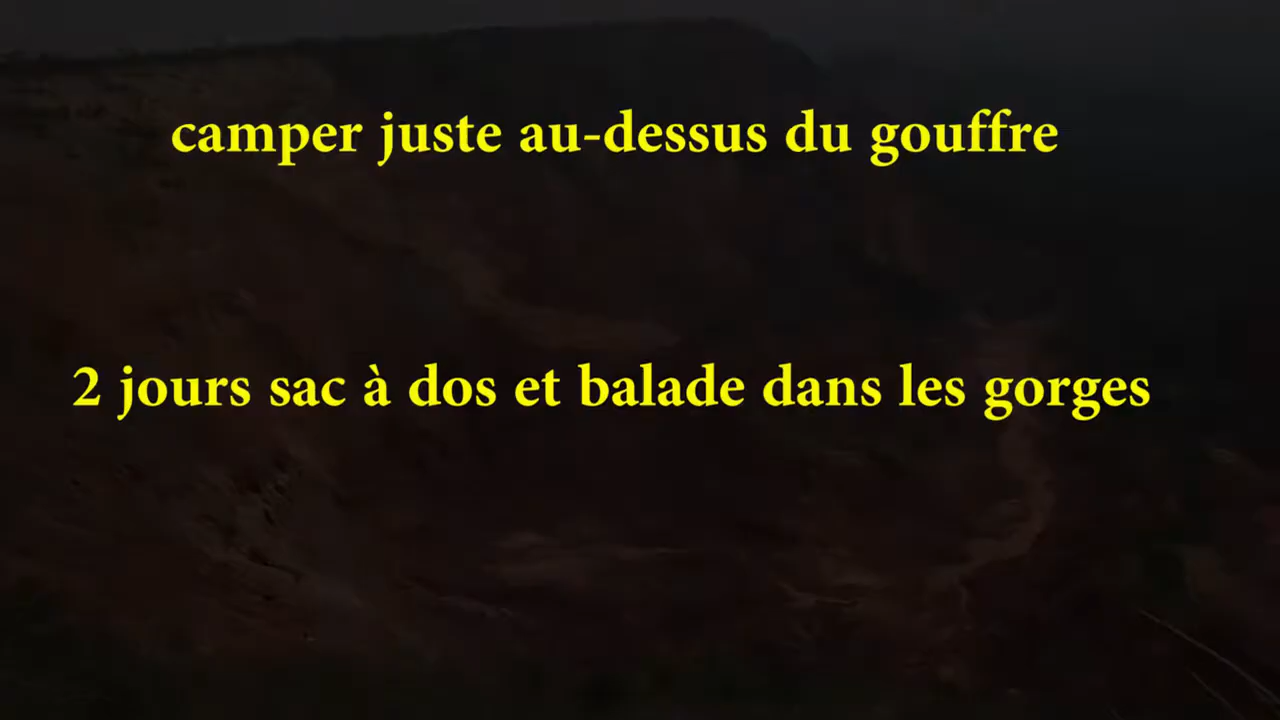 camper juste au-dessus du gouffre
2 jours sac à dos et balade dans les gorges